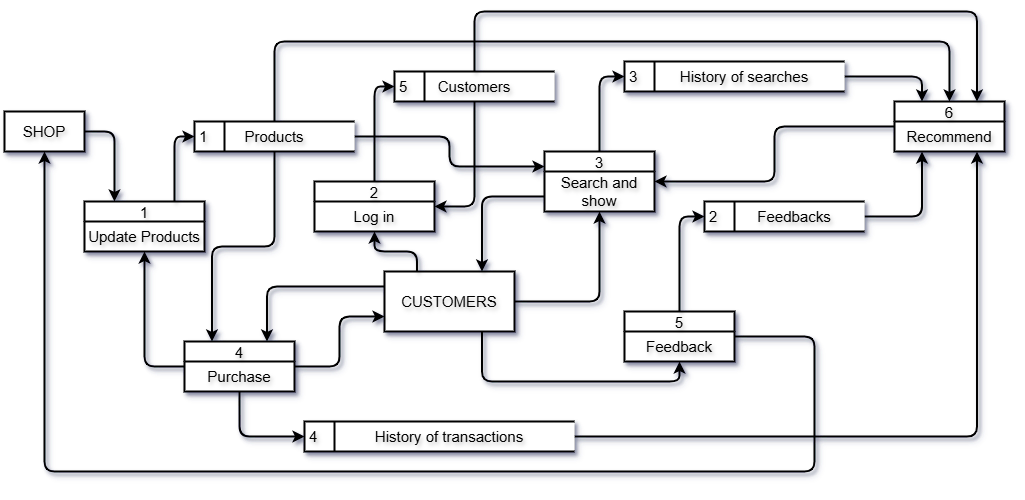 5 Customers
3 History of searches
6
Recommend
SHOP
1 Products
3
Search and
show
2
Log in
1
Update Products
2 Feedbacks
CUSTOMERS
5
Feedback
4
Purchase
4 History of transactions